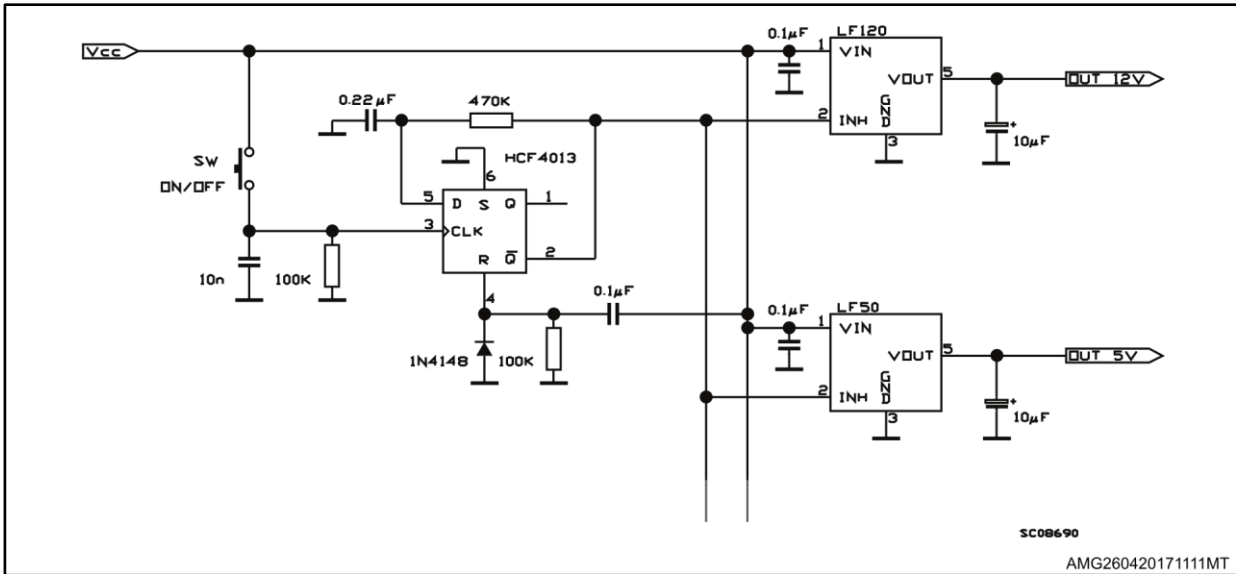 Vcc
SW
ON/OFF
10n
100K
0.22µF
470K
HCF4013
6
5 D S Q 1
3 CLK
R Q̅ 2
4
1N4148
100K
0.1µF
0.1µF
LF120
1 VIN
VOUT 5
2 INH GND
3
+
10µF
OUT 12V
0.1µF
LF50
1 VIN
VOUT 5
2 INH GND
3
+
10µF
OUT 5V
SC08690
AMG260420171111MT